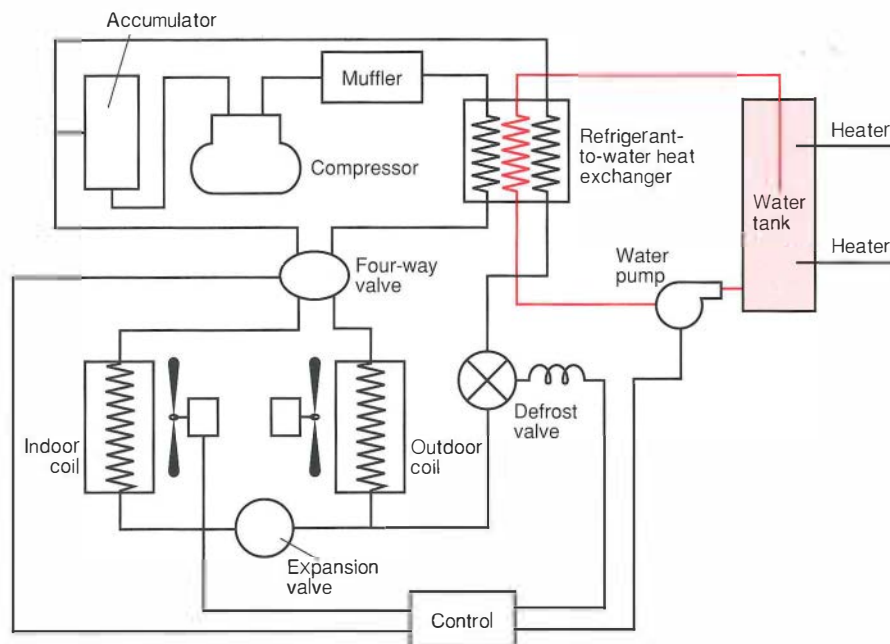 Accumulator
Muffler
Compressor
Refrigerant-
to-water heat
exchanger
Heater
Water
tank
Heater
Water
pump
Four-way
valve
Defrost
valve
Indoor
coil
Outdoor
coil
Expansion
valve
Control